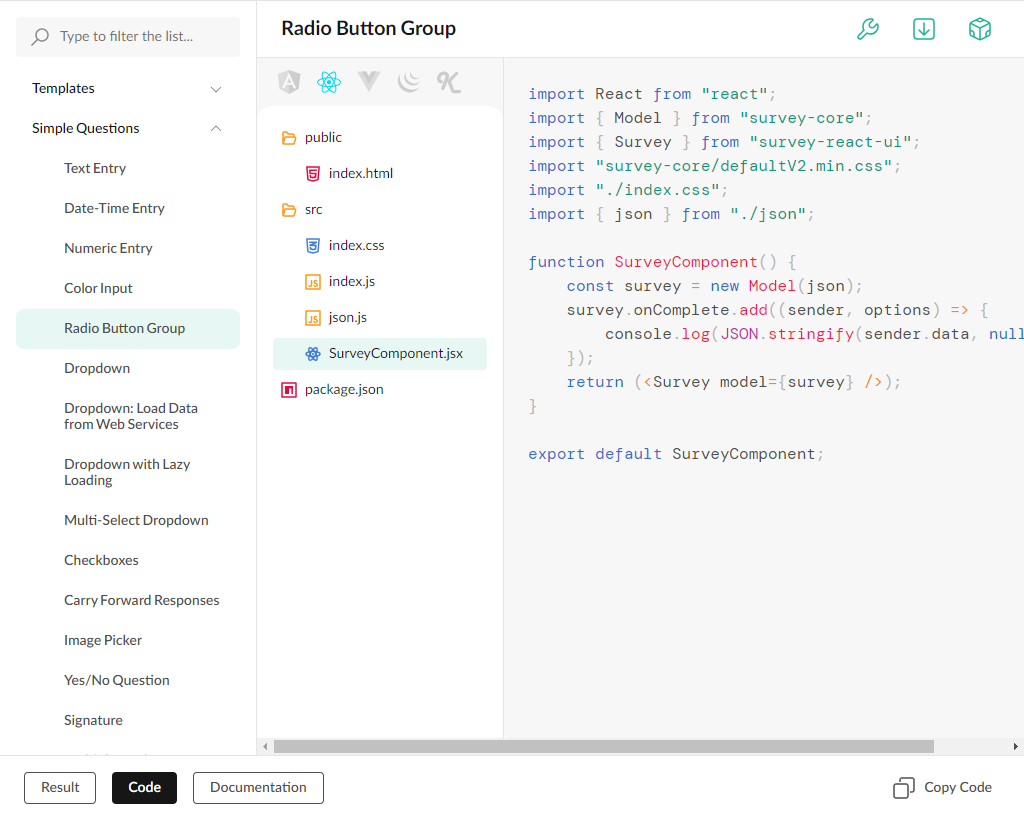 Type to filter the list...
Templates
Simple Questions
Text Entry
Date-Time Entry
Numeric Entry
Color Input
Radio Button Group
Dropdown
Dropdown: Load Data
from Web Services
Dropdown with Lazy
Loading
Multi-Select Dropdown
Checkboxes
Carry Forward Responses
Image Picker
Yes/No Question
Signature
Radio Button Group
public
index.html
src
index.css
index.js
json.js
SurveyComponent.jsx
package.json
import React from "react";
import { Model } from "survey-core";
import { Survey } from "survey-react-ui";
import "survey-core/defaultV2.min.css";
import "./index.css";
import { json } from "./json";
function SurveyComponent() {
    const survey = new Model(json);
    survey.onComplete.add((sender, options) => {
        console.log(JSON.stringify(sender.data, null
    });
    return (<Survey model={survey} />);
}
export default SurveyComponent;
Result
Code
Documentation
Copy Code